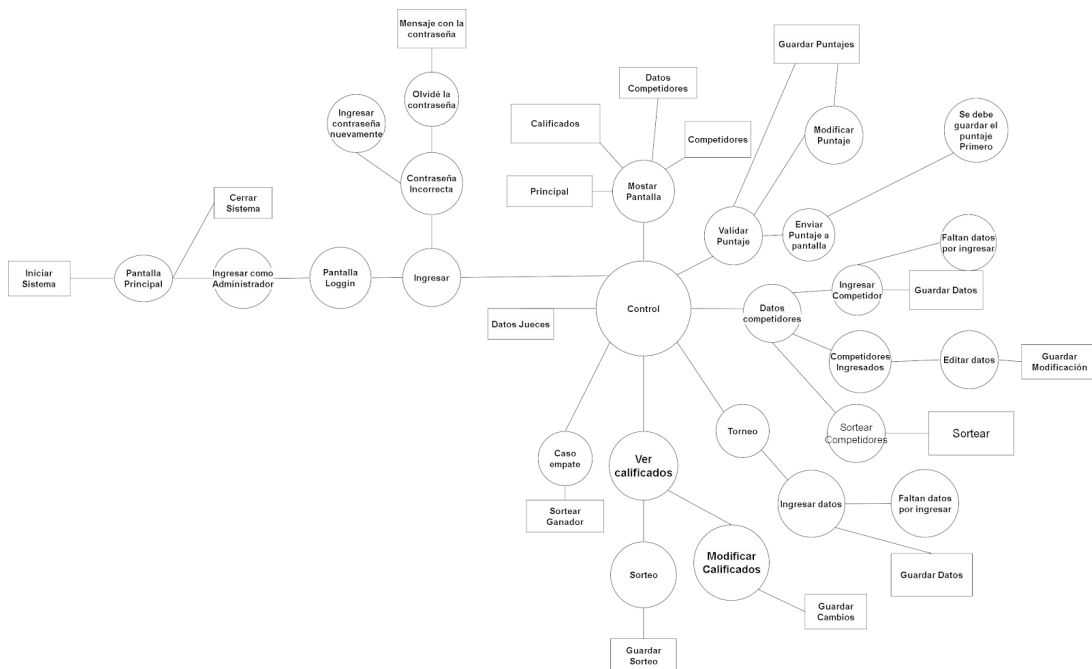 Mensaje con la
contraseña
Olvidé la
contraseña
Ingresar
contraseña
nuevamente
Contraseña
Incorrecta
Cerrar
Sistema
Iniciar
Sistema
Pantalla
Principal
Ingresar como
Administrador
Pantalla
Loggin
Ingresar
Datos
Competidores
Calificados
Competidores
Principal
Mostar
Pantalla
Guardar Puntajes
Modificar
Puntaje
Se debe
guardar el
puntaje
Primero
Validar
Puntaje
Enviar
Puntaje a
pantalla
Control
Datos Jueces
Datos
competidores
Faltan datos
por ingresar
Ingresar
Competidor
Guardar Datos
Competidores
Ingresados
Editar datos
Guardar
Modificación
Sortear
Competidores
Sortear
Torneo
Ingresar datos
Faltan datos
por ingresar
Guardar Datos
Caso
empate
Sortear
Ganador
Ver
calificados
Sorteo
Guardar
Sorteo
Modificar
Calificados
Guardar
Cambios